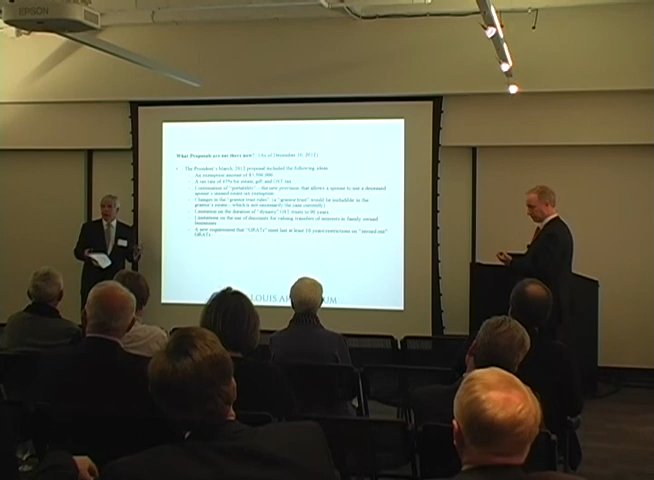 EPSON
What Proposals are out there now? (As of December 10, 2012)
The President's March, 2012 proposal included the following ideas
An exemption amount of $3,500,000
A tax rate of 45% for estate, gift and GST tax
Continuation of "portability" – the new provision that allows a spouse to use a deceased
spouse's unused estate tax exemption
Changes in the "grantor trust rules" (a "grantor trust" would be includible in the
grantor's estate – which is not necessarily the case currently)
Limitation on the duration of "dynasty" GST trusts to 90 years
Limitations on the use of discounts for valuing transfers of interests in family owned
businesses
A new requirement that "GRATs" must last at least 10 years/restrictions on "zeroed out"
GRATs
LOUIS UM